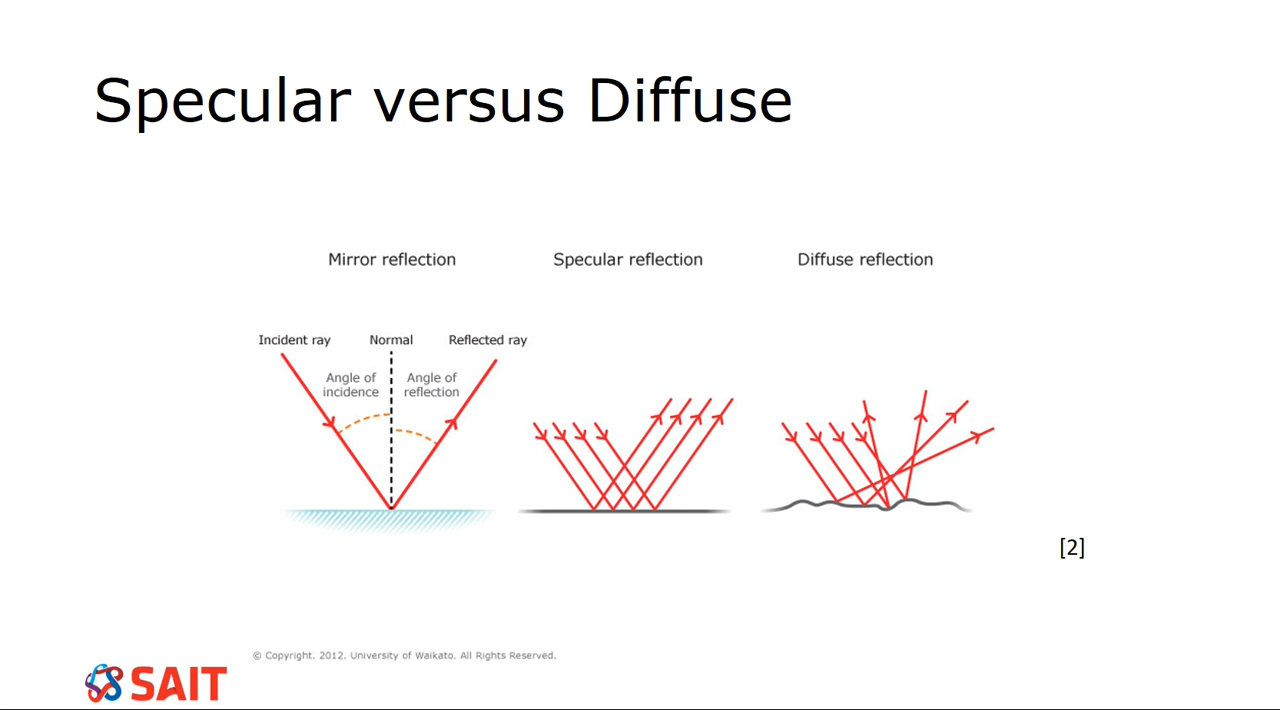 Specular versus Diffuse
Mirror reflection
Specular reflection
Diffuse reflection
Incident ray
Normal
Reflected ray
Angle of
incidence
Angle of
reflection
[2]
© Copyright. 2012. University of Waikato. All Rights Reserved.
SAIT